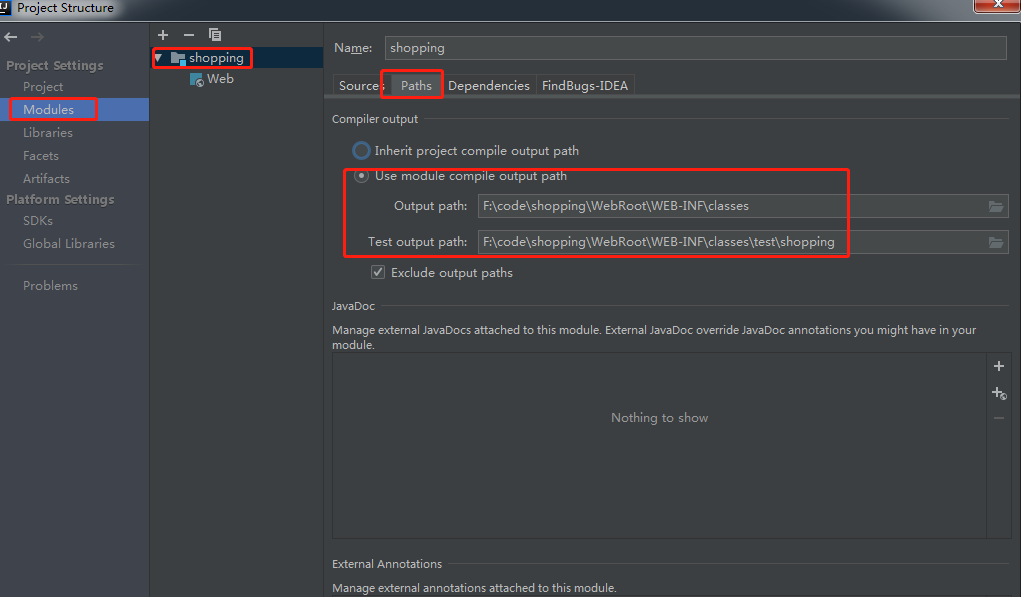 Project Structure
Project Settings
Project
Modules
Libraries
Facets
Artifacts
Platform Settings
SDKs
Global Libraries
Problems
shopping
Web
Name: shopping
Sources Paths Dependencies FindBugs-IDEA
Compiler output
Inherit project compile output path
Use module compile output path
Output path: F:\code\shopping\WebRoot\WEB-INF\classes
Test output path: F:\code\shopping\WebRoot\WEB-INF\classes\test\shopping
Exclude output paths
JavaDoc
Manage external JavaDocs attached to this module. External JavaDoc override JavaDoc annotations you might have in your
module.
Nothing to show
External Annotations
Manage external annotations attached to this module.